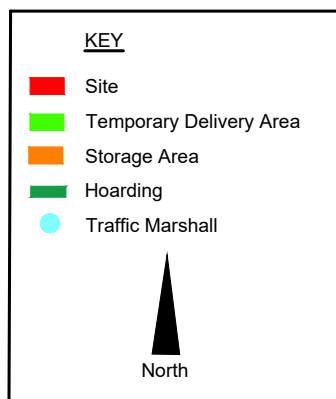 KEY
Site
Temporary Delivery Area
Storage Area
Hoarding
Traffic Marshall
North